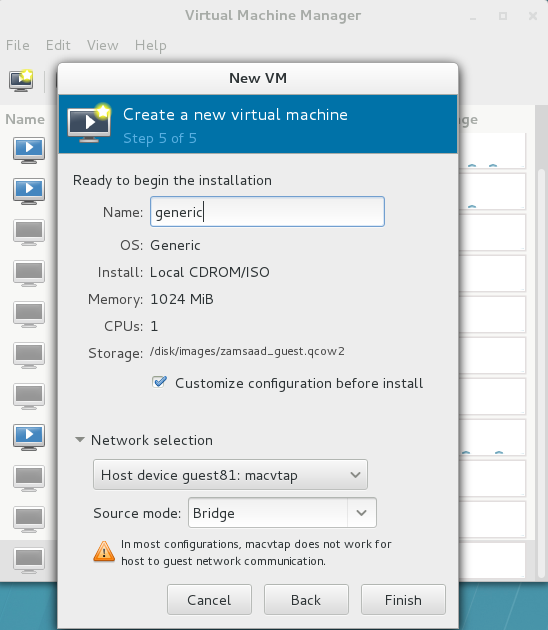 Virtual Machine Manager
File Edit View Help
New VM
Create a new virtual machine
Step 5 of 5
Name
Ready to begin the installation
Name: generic
OS: Generic
Install: Local CDROM/ISO
Memory: 1024 MiB
CPUs: 1
Storage: /disk/images/zamsaad_guest.qcow2
Customize configuration before install
Network selection
Host device guest81: macvtap
Source mode: Bridge
In most configurations, macvtap does not work for
host to guest network communication.
Cancel Back Finish